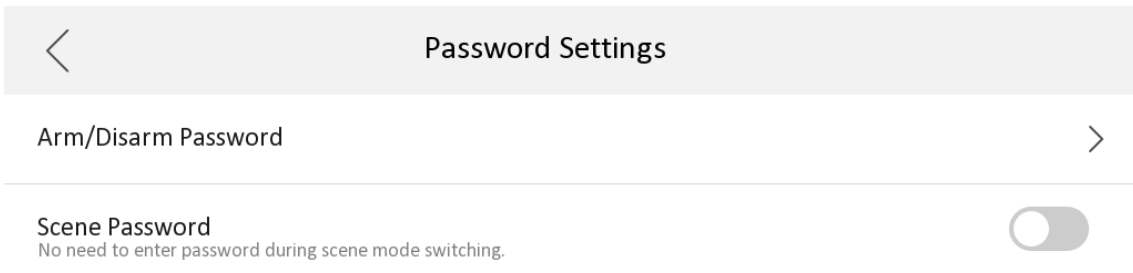 Password Settings
Arm/Disarm Password
Scene Password
No need to enter password during scene mode switching.